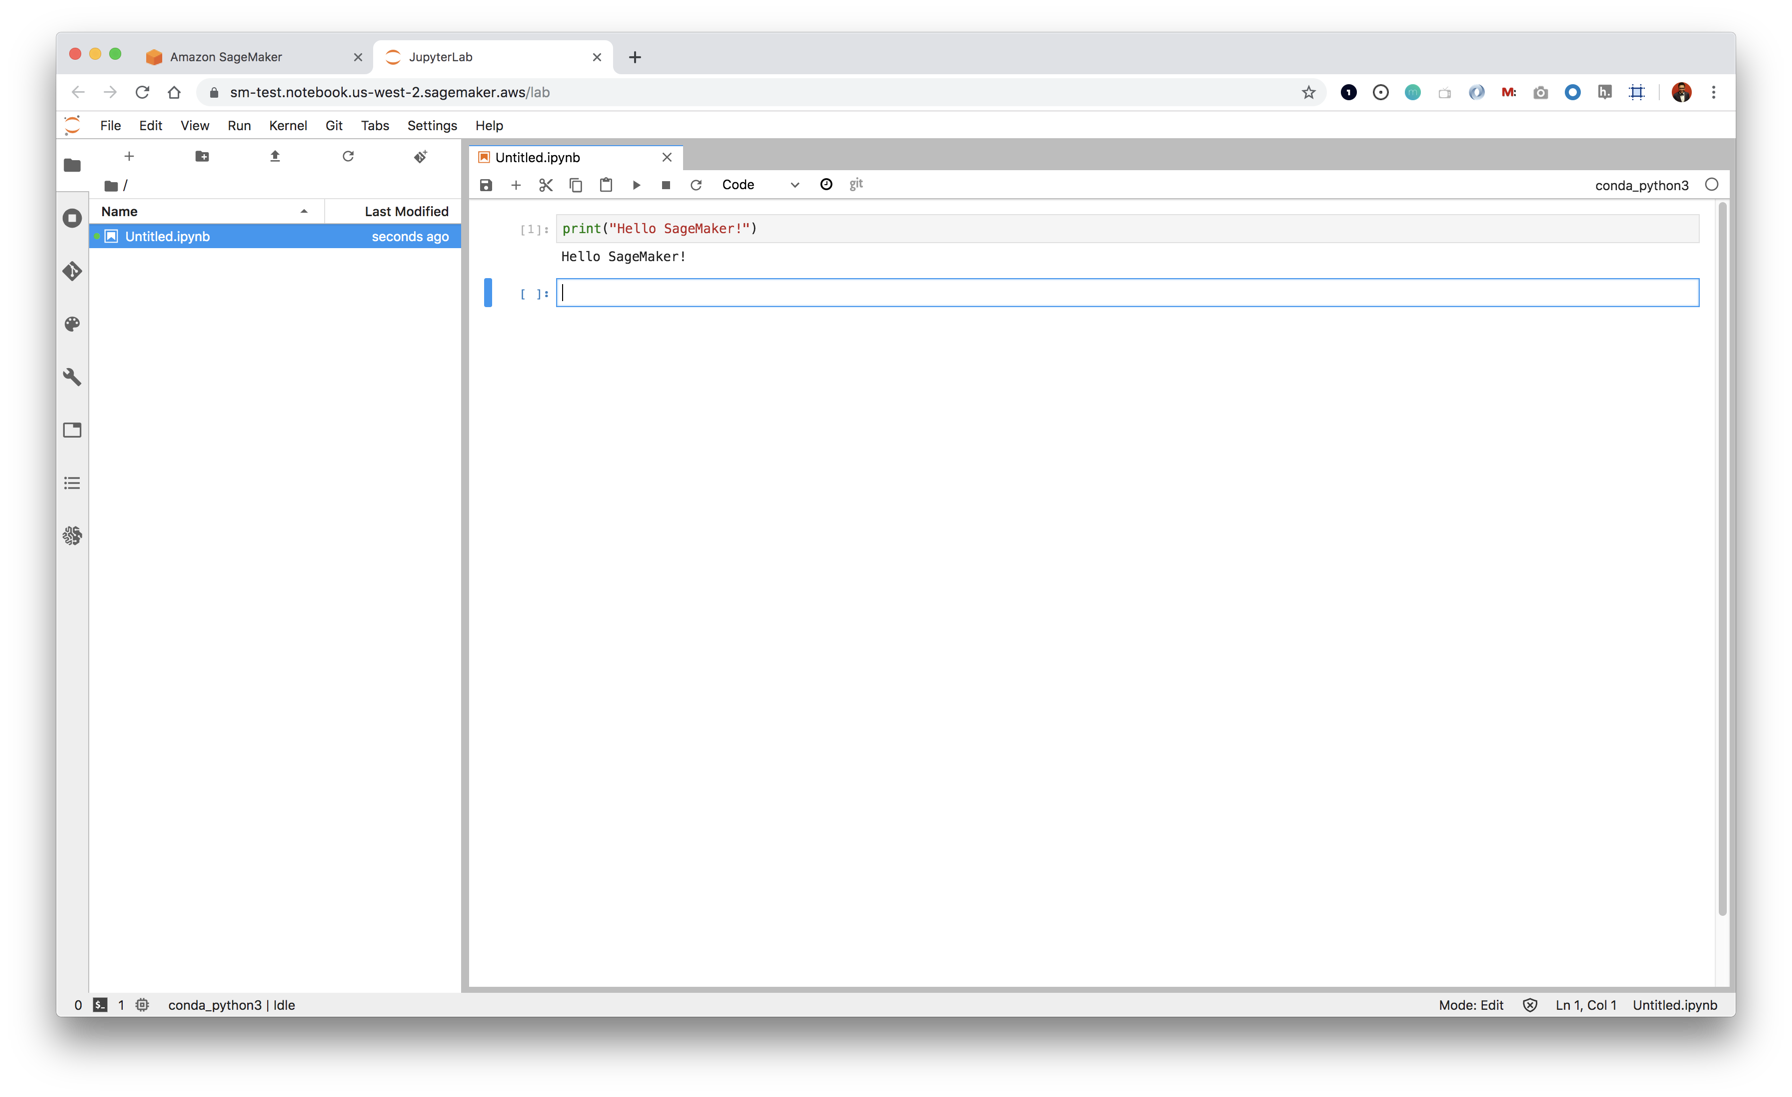 Amazon SageMaker
JupyterLab
sm-test.notebook.us-west-2.sagemaker.aws/lab
1
M:
h.
File Edit View Run Kernel Git Tabs Settings Help
Untitled.ipynb
/
Code
git
conda_python3
Name Last Modified
Untitled.ipynb seconds ago
[1]: print("Hello SageMaker!")
Hello SageMaker!
[ ]:
0 $_ 1 conda_python3 | Idle Mode: Edit Ln 1, Col 1 Untitled.ipynb